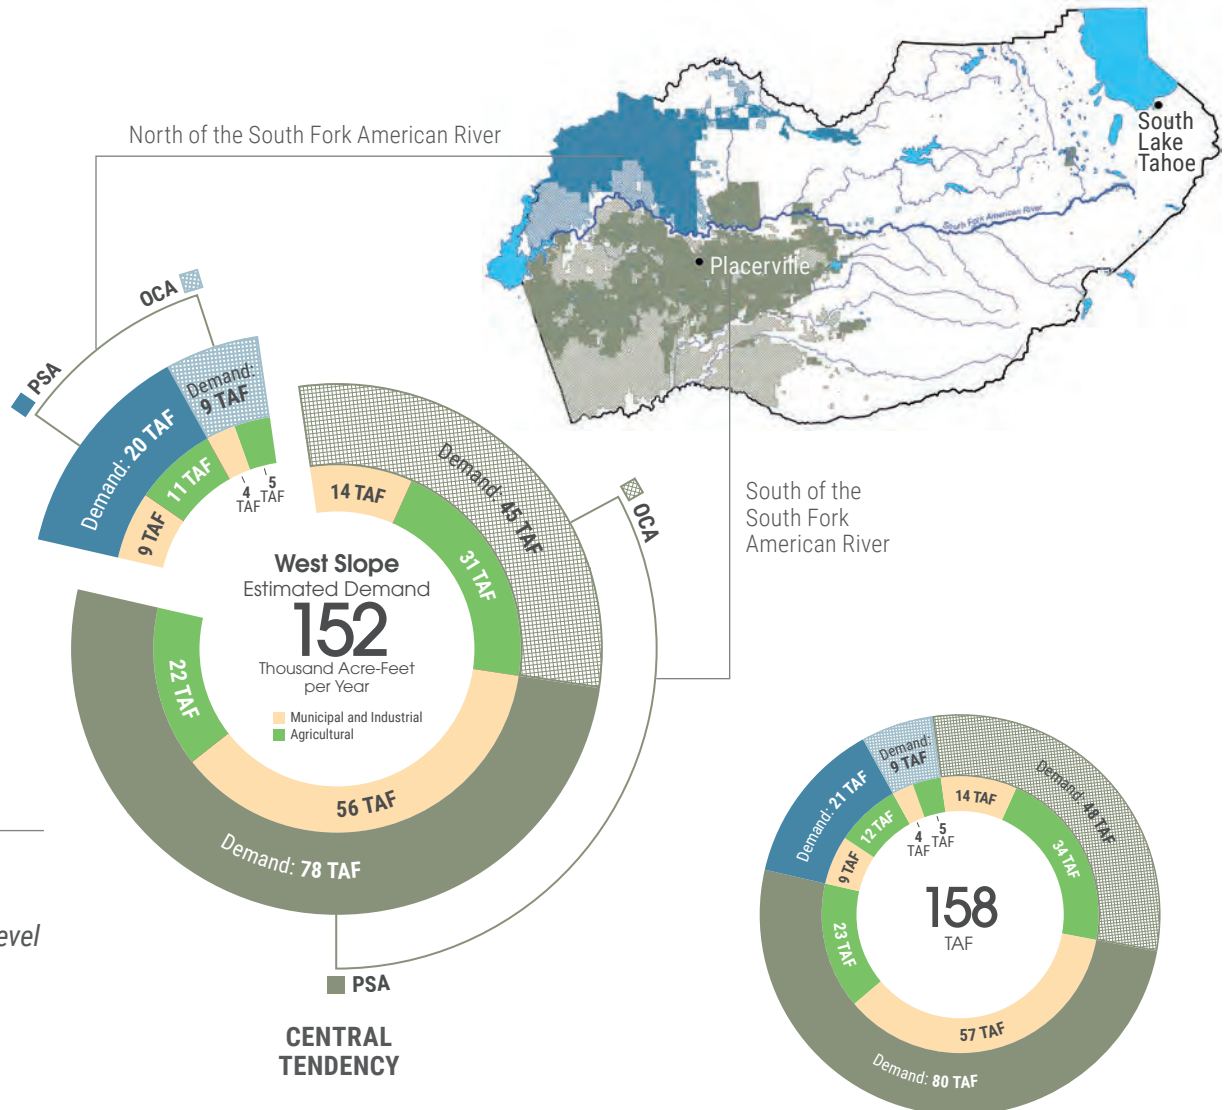 North of the South Fork American River
South
Lake
Tahoe
South Fork American River
Placerville
OCA
PSA
Demand:
9 TAF
Demand: 20 TAF
11 TAF
9 TAF
4
TAF
5
TAF
Demand: 45 TAF
14 TAF
31 TAF
OCA
South of the
South Fork
American River
West Slope
Estimated Demand
152
Thousand Acre-Feet
per Year
Municipal and Industrial
Agricultural
22 TAF
56 TAF
Demand: 78 TAF
PSA
CENTRAL
TENDENCY
evel
Demand:
9 TAF
Demand: 21 TAF
12 TAF
9 TAF
4
TAF
5
TAF
14 TAF
Demand: 48 TAF
34 TAF
158
TAF
23 TAF
57 TAF
Demand: 80 TAF